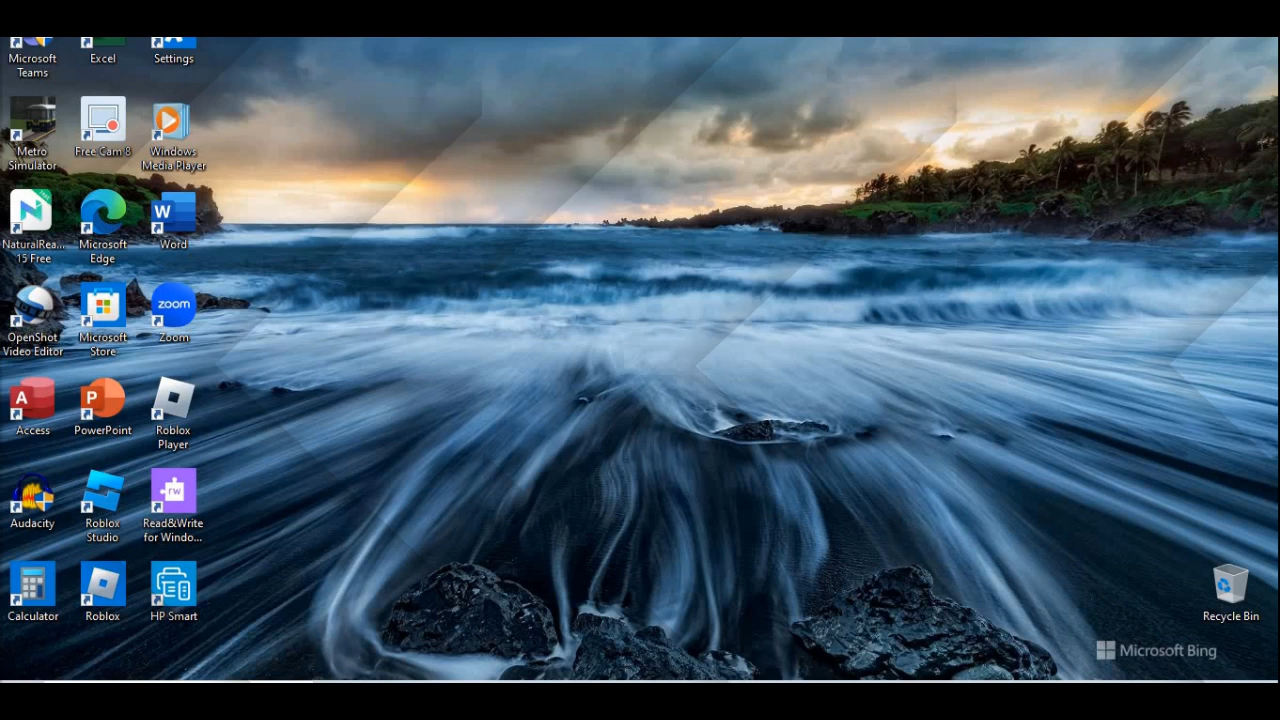 Microsoft
Teams
Excel
Settings
Metro
Simulator
Free Cam 8
Windows
Media Player
NaturalRea...
15 Free
Microsoft
Edge
W
Word
OpenShot
Video Editor
Microsoft
Store
zoom
Zoom
A
Access
P
PowerPoint
Roblox
Player
Audacity
Roblox
Studio
rw
Read&Write
for Windo...
Calculator
Roblox
HP Smart
Recycle Bin
Microsoft Bing